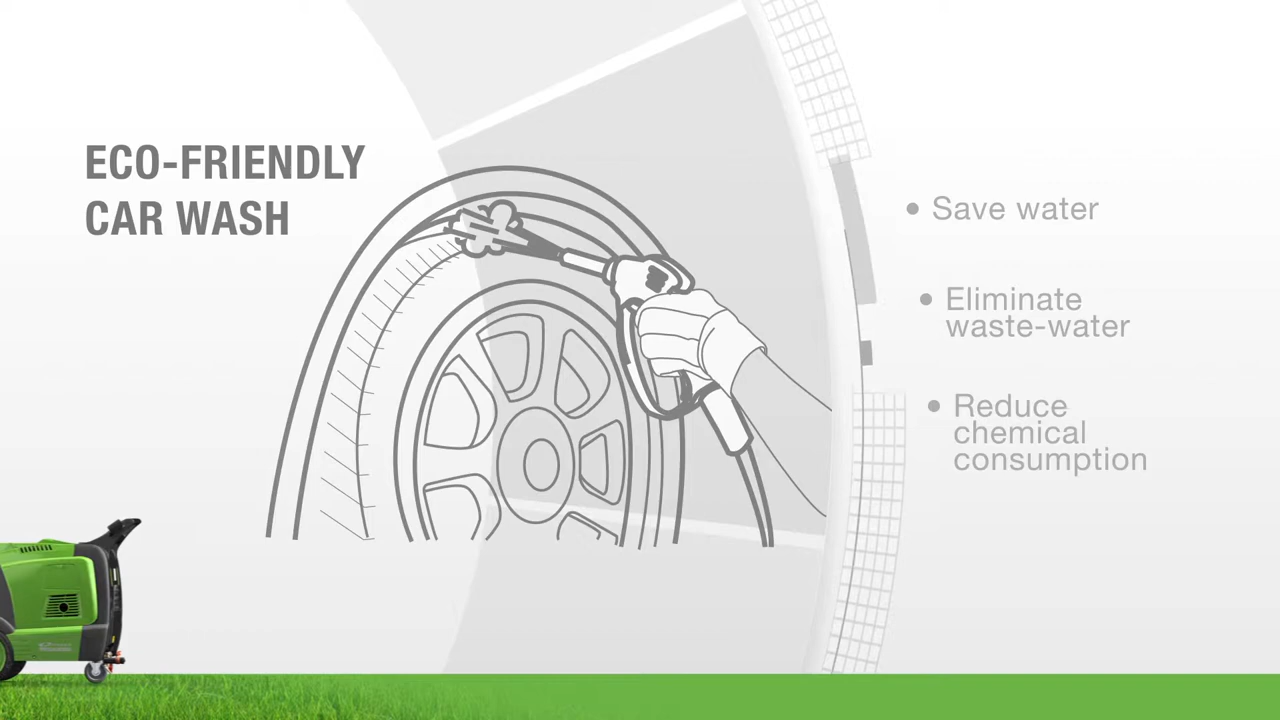 ECO-FRIENDLY
CAR WASH
• Save water
• Eliminate
waste-water
• Reduce
chemical
consumption